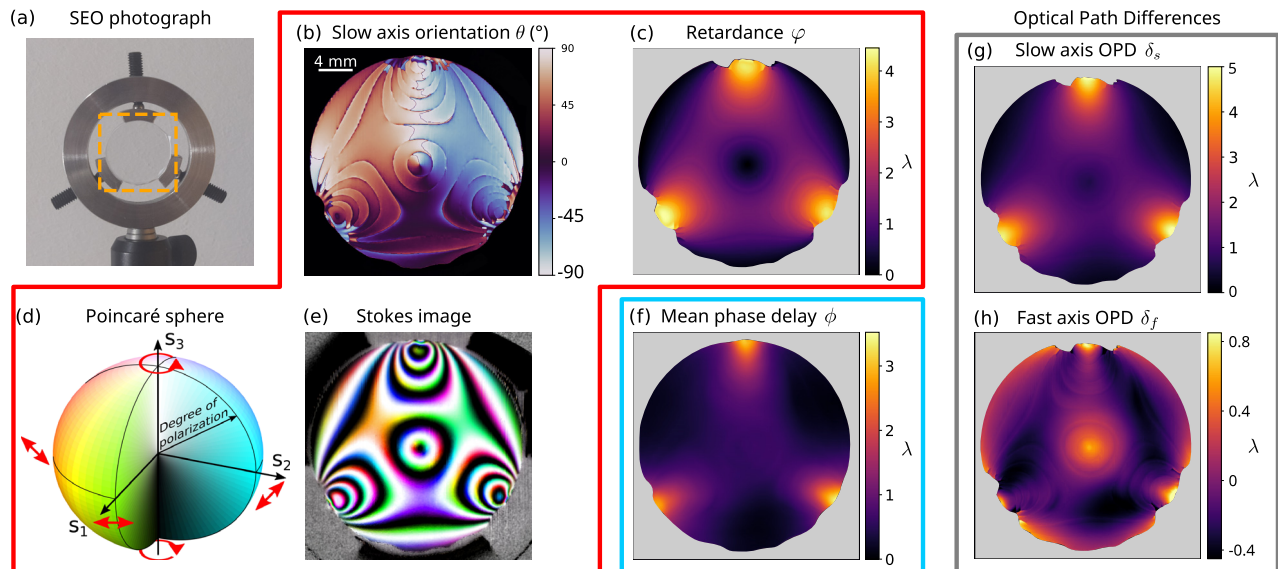 (a) SEO photograph
(b) Slow axis orientation θ (°)
4 mm
90
45
0
-45
-90
(c) Retardance φ
4
3
2
1
0
λ
Optical Path Differences
(g) Slow axis OPD δs
5
4
3
2
1
0
λ
(d) Poincaré sphere
S3
Degree of
polarization
S2
S1
(e) Stokes image
(f) Mean phase delay ϕ
3
2
1
0
λ
(h) Fast axis OPD δf
0.8
0.4
0
-0.4
λ